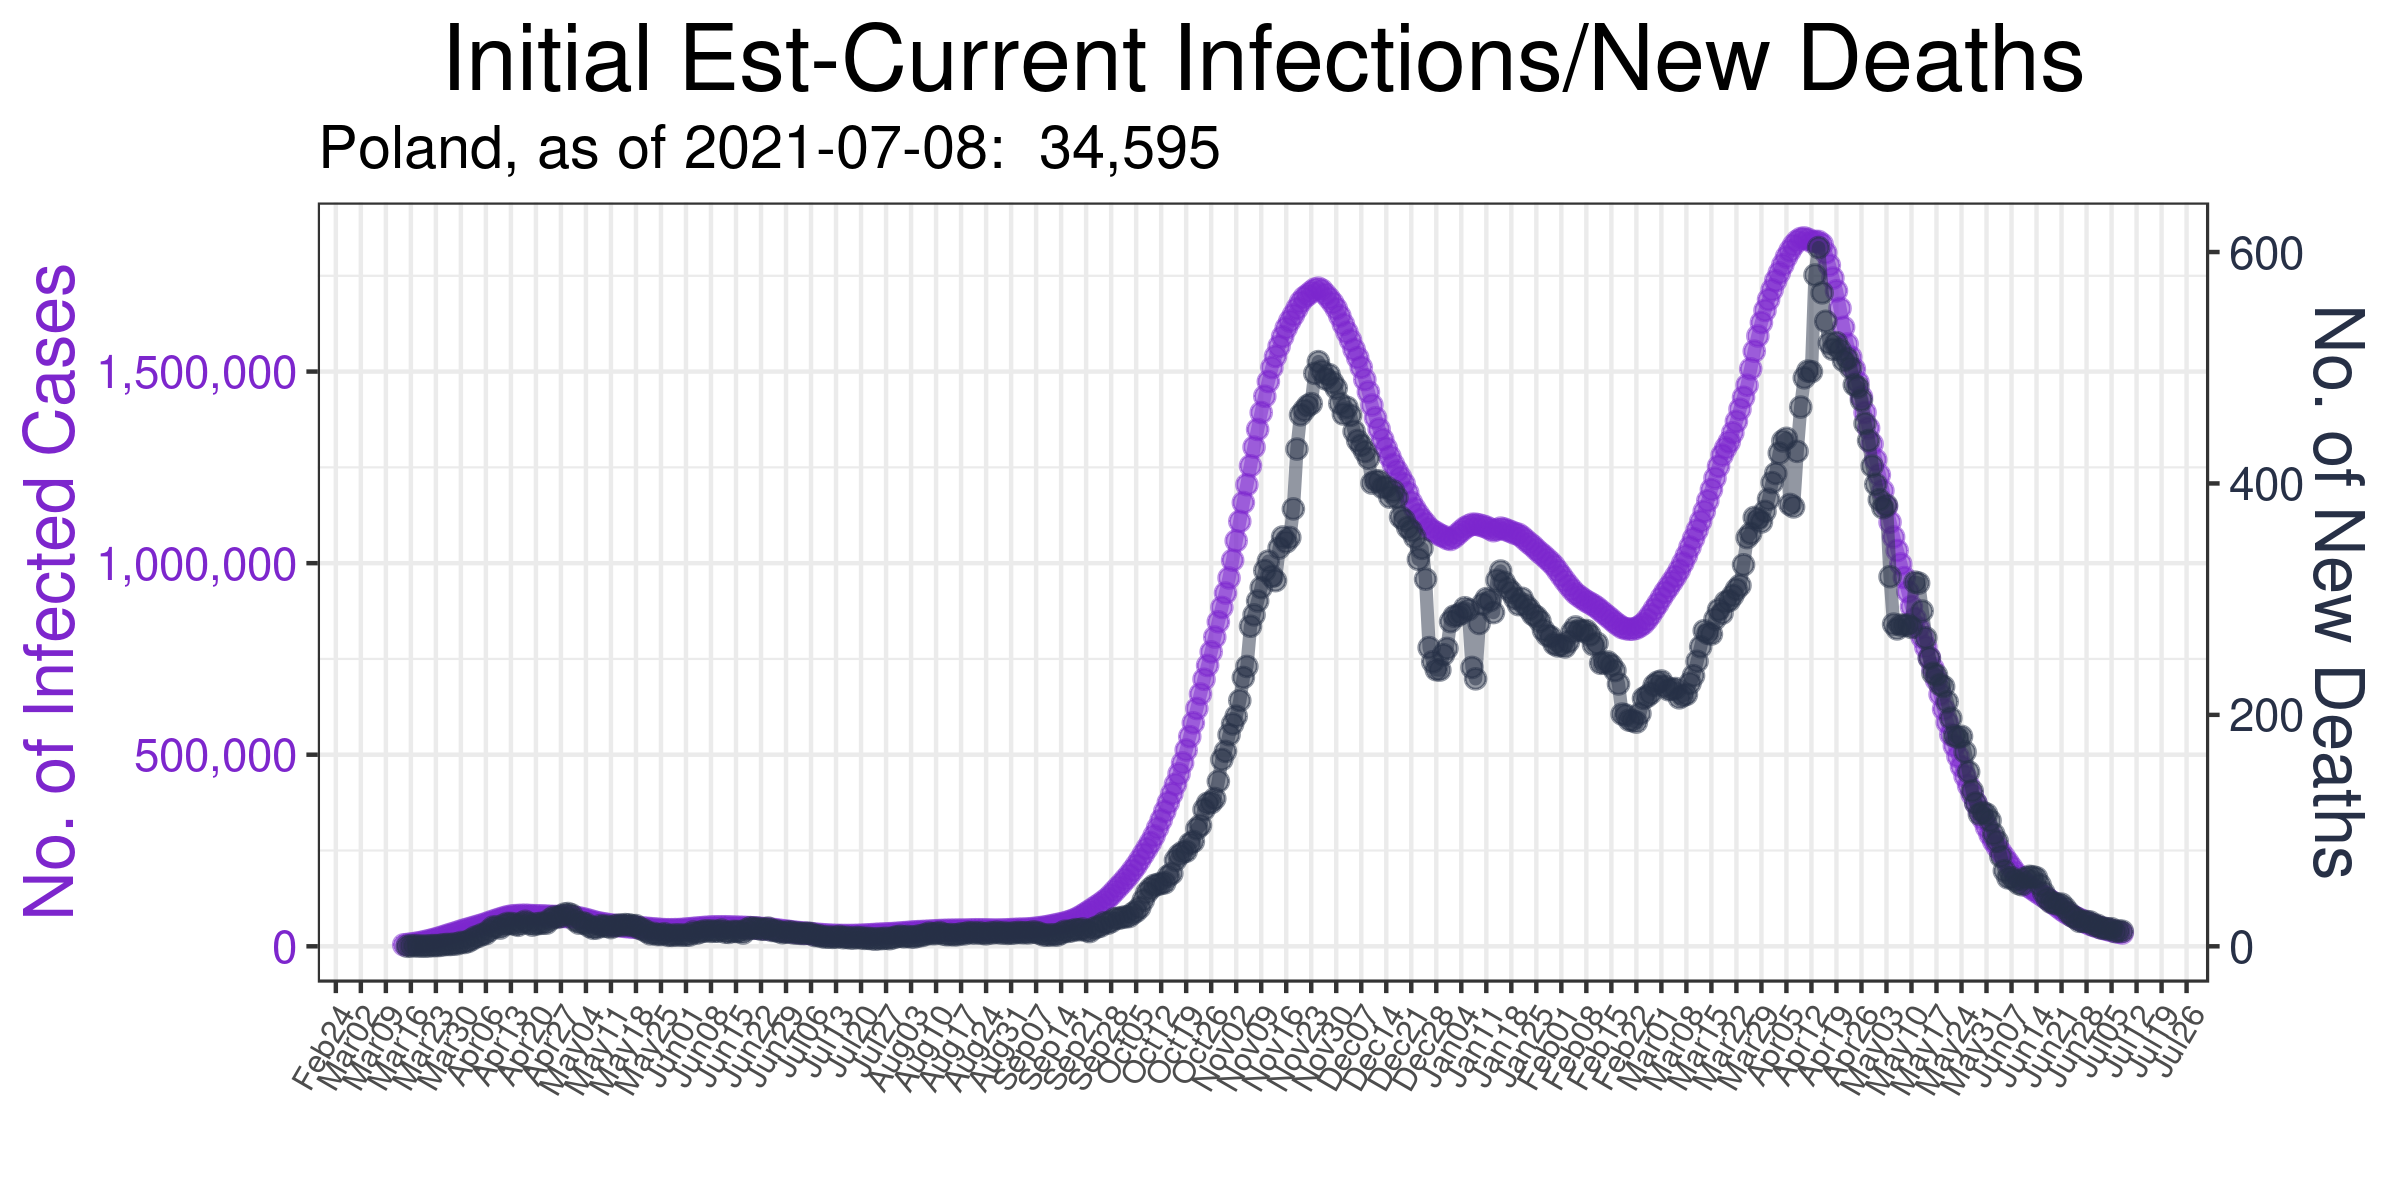 Initial Est-Current Infections/New Deaths
Poland, as of 2021-07-08:  34,595
No. of Infected Cases
1,500,000
1,000,000
500,000
0
600
400
200
0
No. of New Deaths
Feb24
Mar02
Mar09
Mar16
Mar23
Mar30
Apr06
Apr13
Apr20
Apr27
May04
May11
May18
May25
Jun01
Jun08
Jun15
Jun22
Jun29
Jul06
Jul13
Jul20
Jul27
Aug03
Aug10
Aug17
Aug24
Aug31
Sep07
Sep14
Sep21
Sep28
Oct05
Oct12
Oct19
Oct26
Nov02
Nov09
Nov16
Nov23
Nov30
Dec07
Dec14
Dec21
Dec28
Jan04
Jan11
Jan18
Jan25
Feb01
Feb08
Feb15
Feb22
Mar01
Mar08
Mar15
Mar22
Mar29
Apr05
Apr12
Apr19
Apr26
May03
May10
May17
May24
May31
Jun07
Jun14
Jun21
Jun28
Jul05
Jul12
Jul19
Jul26